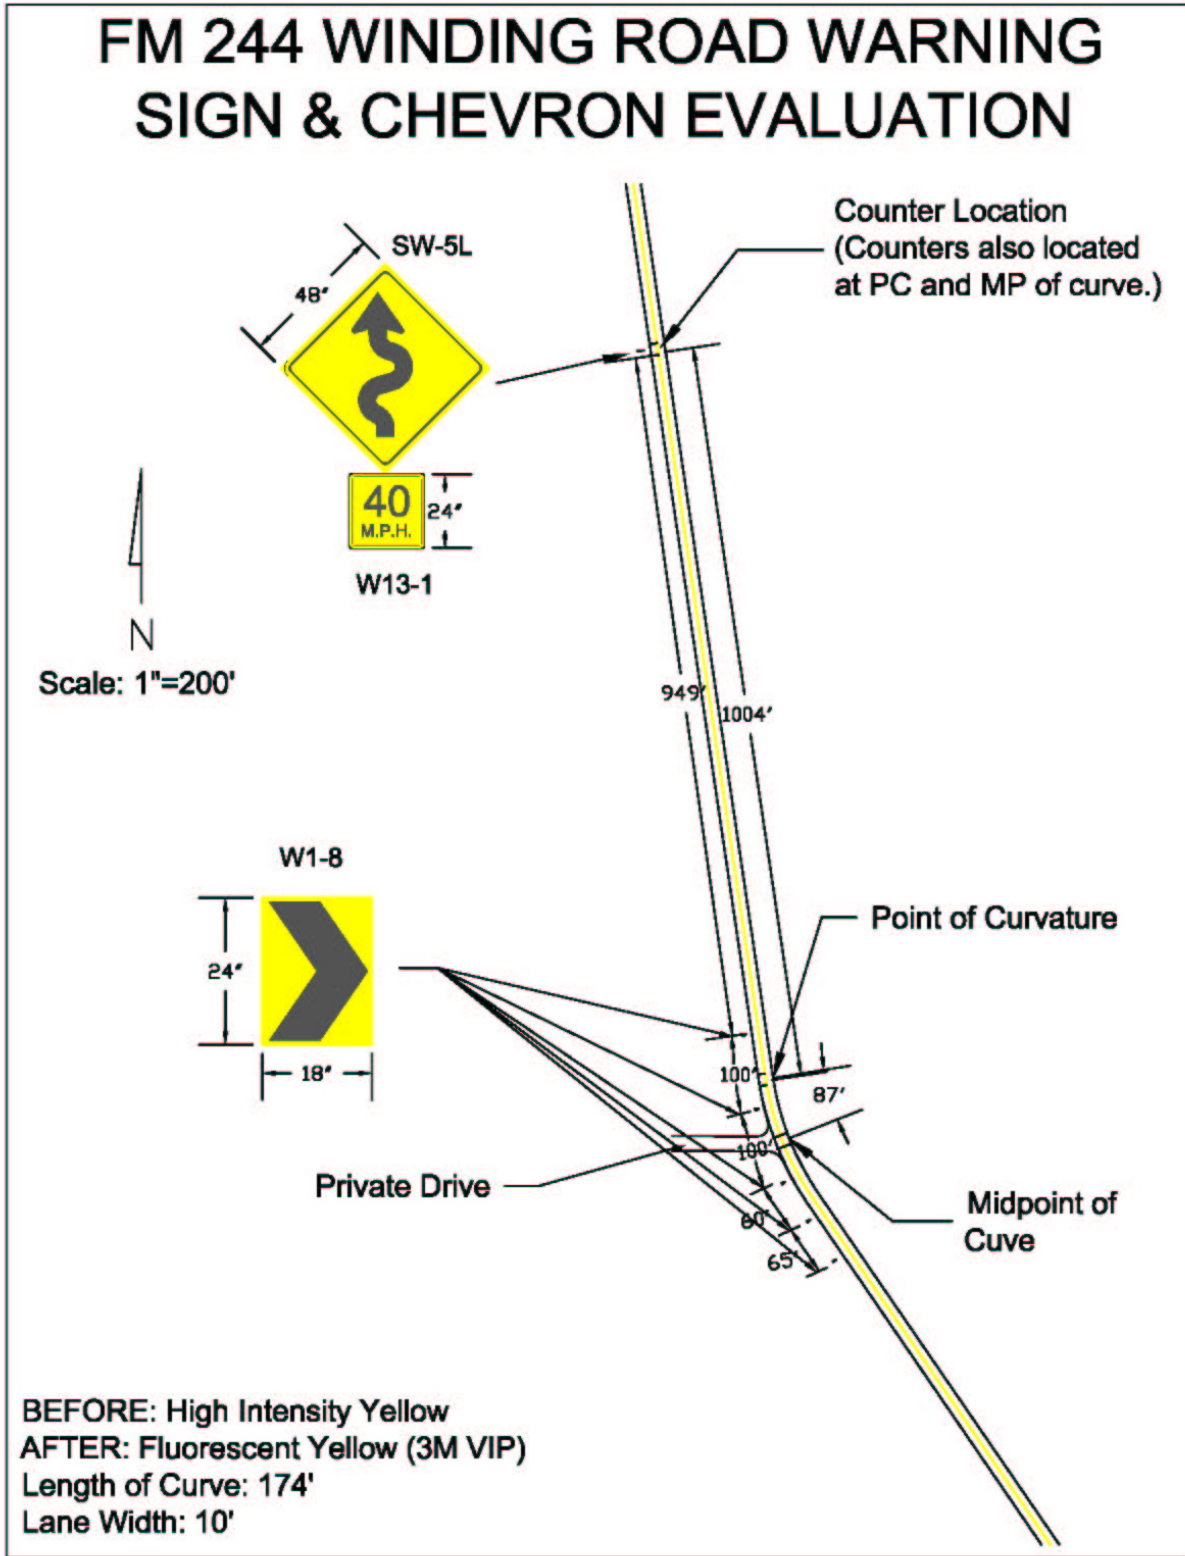 FM 244 WINDING ROAD WARNING
SIGN & CHEVRON EVALUATION
Counter Location
(Counters also located
at PC and MP of curve.)
SW-5L
48"
40
M.P.H.
24"
W13-1
N
Scale: 1"=200'
949'
1004'
W1-8
24"
18"
Point of Curvature
100'
87'
100'
Private Drive
60'
65'
Midpoint of
Cuve
BEFORE: High Intensity Yellow
AFTER: Fluorescent Yellow (3M VIP)
Length of Curve: 174'
Lane Width: 10'